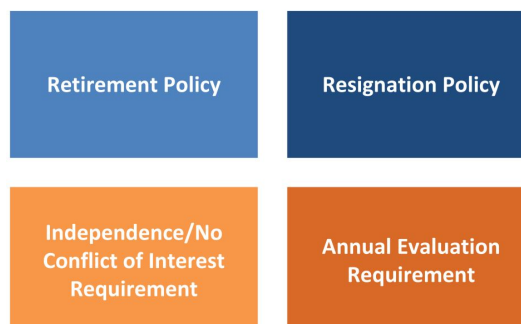 Retirement Policy
Resignation Policy
Independence/No
Conflict of Interest
Requirement
Annual Evaluation
Requirement